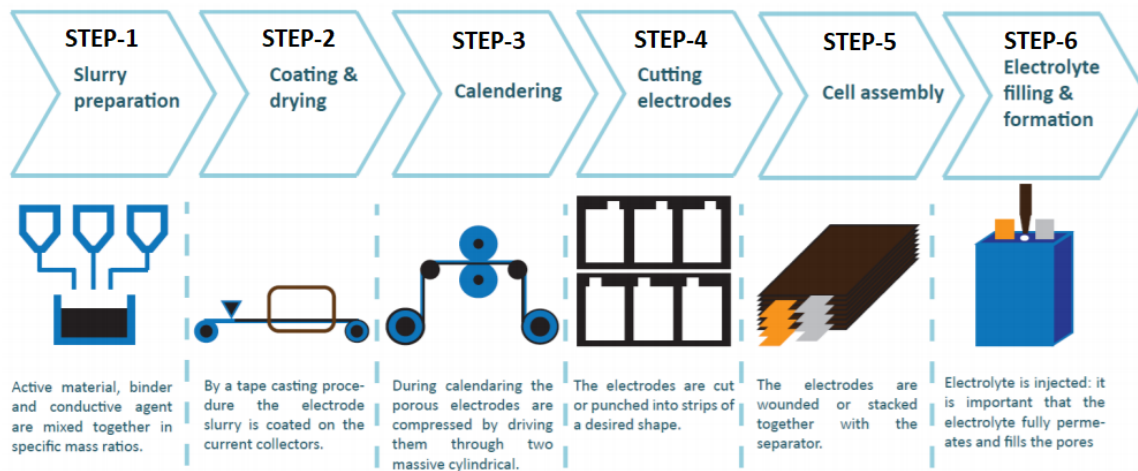 STEP-1
Slurry
preparation
STEP-2
Coating &
drying
STEP-3
Calendering
STEP-4
Cutting
electrodes
STEP-5
Cell assembly
STEP-6
Electrolyte
filling &
formation
Active material, binder
and conductive agent
are mixed together in
specific mass ratios.
By a tape casting proce-
dure the electrode
slurry is coated on the
current collectors.
During calendaring the
porous electrodes are
compressed by driving
them through two
massive cylindrical.
The electrodes are cut
or punched into strips of
a desired shape.
The electrodes are
wounded or stacked
together with the
separator.
Electrolyte is injected: it
is important that the
electrolyte fully perme-
ates and fills the pores